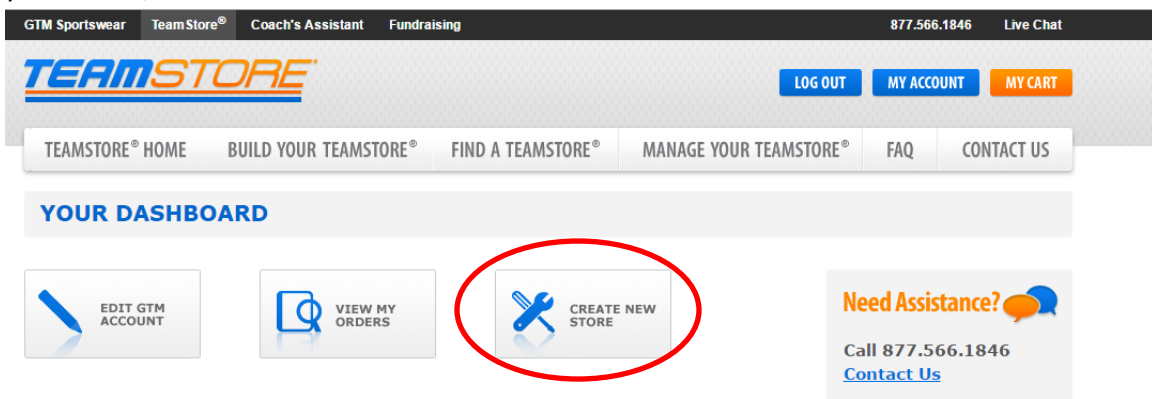 GTM Sportswear TeamStore® Coach's Assistant Fundraising 877.566.1846 Live Chat
TEAMSTORE®
LOG OUT MY ACCOUNT MY CART
TEAMSTORE® HOME BUILD YOUR TEAMSTORE® FIND A TEAMSTORE® MANAGE YOUR TEAMSTORE® FAQ CONTACT US
YOUR DASHBOARD
EDIT GTM
ACCOUNT
VIEW MY
ORDERS
CREATE NEW
STORE
Need Assistance?
Call 877.566.1846
Contact Us